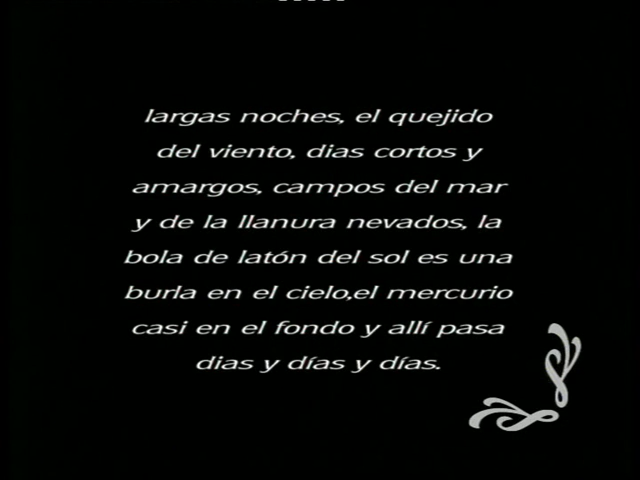 largas noches, el quejido
del viento, dias cortos y
amargos, campos del mar
y de la llanura nevados, la
bola de latón del sol es una
burla en el cielo,el mercurio
casi en el fondo y allí pasa
dias y días y días.